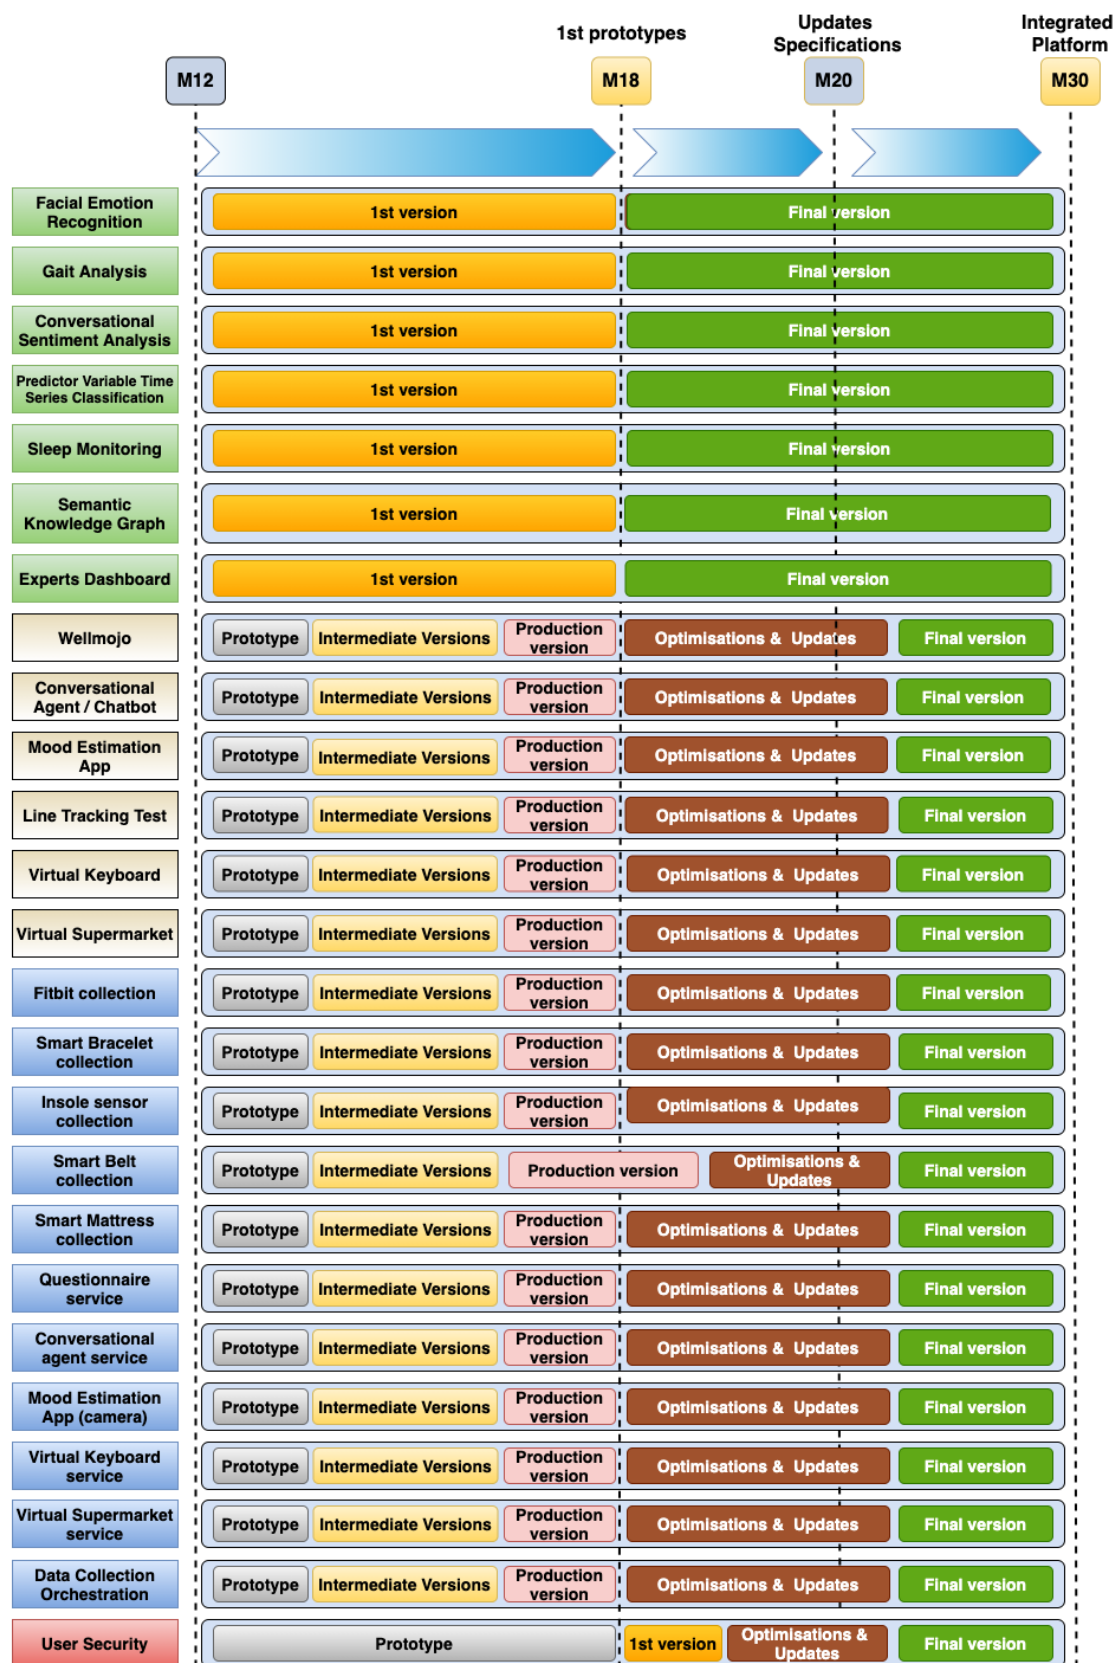 1st prototypes
Updates
Specifications
Integrated
Platform
M12
M18
M20
M30
Facial Emotion
Recognition
1st version
Final version
Gait Analysis
1st version
Final version
Conversational
Sentiment Analysis
1st version
Final version
Predictor Variable Time
Series Classification
1st version
Final version
Sleep Monitoring
1st version
Final version
Semantic
Knowledge Graph
1st version
Final version
Experts Dashboard
1st version
Final version
Wellmojo
Prototype
Intermediate Versions
Production
version
Optimisations & Updates
Final version
Conversational
Agent / Chatbot
Prototype
Intermediate Versions
Production
version
Optimisations & Updates
Final version
Mood Estimation
App
Prototype
Intermediate Versions
Production
version
Optimisations & Updates
Final version
Line Tracking Test
Prototype
Intermediate Versions
Production
version
Optimisations & Updates
Final version
Virtual Keyboard
Prototype
Intermediate Versions
Production
version
Optimisations & Updates
Final version
Virtual Supermarket
Prototype
Intermediate Versions
Production
version
Optimisations & Updates
Final version
Fitbit collection
Prototype
Intermediate Versions
Production
version
Optimisations & Updates
Final version
Smart Bracelet
collection
Prototype
Intermediate Versions
Production
version
Optimisations & Updates
Final version
Insole sensor
collection
Prototype
Intermediate Versions
Production
version
Optimisations & Updates
Final version
Smart Belt
collection
Prototype
Intermediate Versions
Production version
Optimisations &
Updates
Final version
Smart Mattress
collection
Prototype
Intermediate Versions
Production
version
Optimisations & Updates
Final version
Questionnaire
service
Prototype
Intermediate Versions
Production
version
Optimisations & Updates
Final version
Conversational
agent service
Prototype
Intermediate Versions
Production
version
Optimisations & Updates
Final version
Mood Estimation
App (camera)
Prototype
Intermediate Versions
Production
version
Optimisations & Updates
Final version
Virtual Keyboard
service
Prototype
Intermediate Versions
Production
version
Optimisations & Updates
Final version
Virtual Supermarket
service
Prototype
Intermediate Versions
Production
version
Optimisations & Updates
Final version
Data Collection
Orchestration
Prototype
Intermediate Versions
Production
version
Optimisations & Updates
Final version
User Security
Prototype
1st version
Optimisations &
Updates
Final version